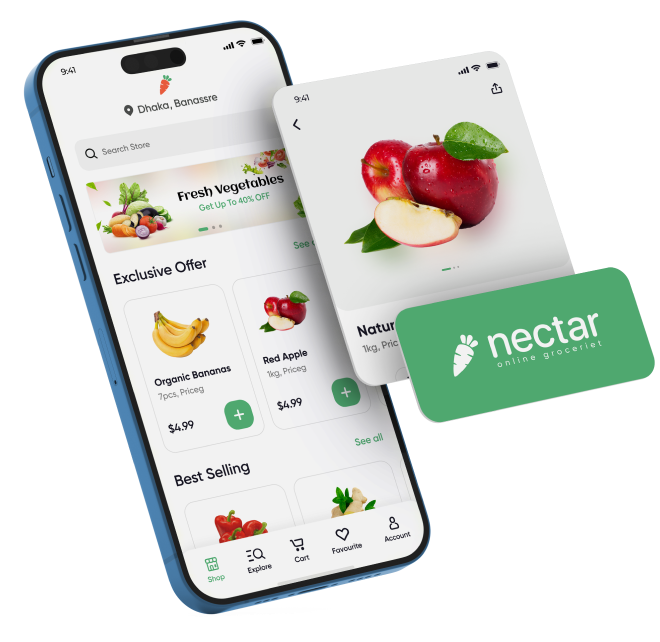 9:41
Dhaka, Banassre
Search Store
Fresh Vegetables
Get Up To 40% OFF
Exclusive Offer
See
Organic Bananas
7pcs, Priceg
$4.99
Red Apple
1kg, Priceg
$4.99
Best Selling
See all
Shop
Explore
Cart
Favourite
Account
9:41
Natur
1kg, Pric
nectar
online groceriet